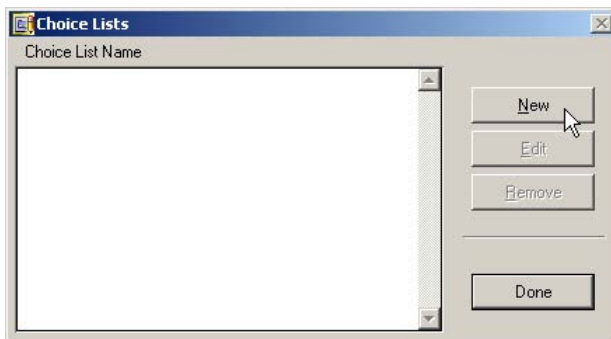 Choice Lists
Choice List Name
New
Edit
Remove
Done